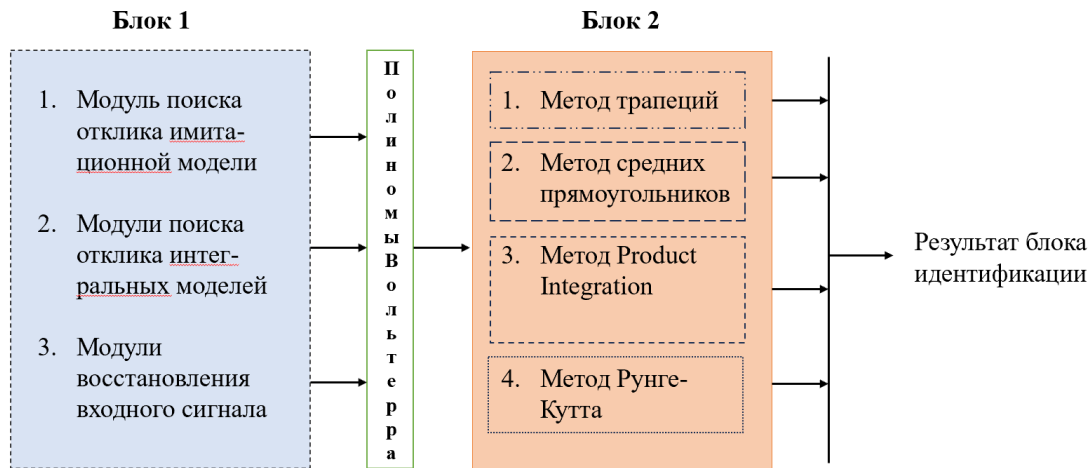 Блок 1
1. Модуль поиска
отклика имита-
ционной модели
2. Модули поиска
отклика интег-
ральных моделей
3. Модули
восстановления
входного сигнала
П
о
л
и
н
о
м
ы
В
о
л
ь
т
е
р
р
а
Блок 2
1. Метод трапеций
2. Метод средних
прямоугольников
3. Метод Product
Integration
4. Метод Рунге-
Кутта
Результат блока
идентификации